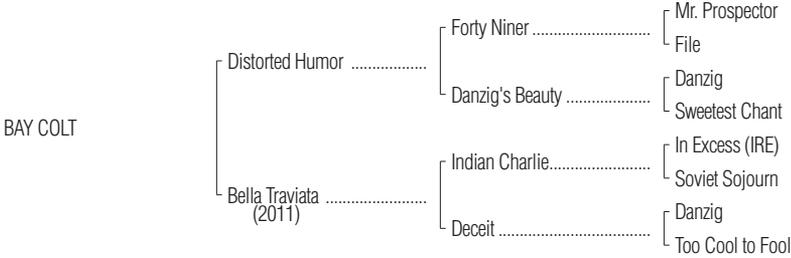 Mr. Prospector
Forty Niner ............................
File
Distorted Humor ..................
Danzig
Danzig's Beauty ....................
Sweetest Chant
BAY COLT
In Excess (IRE)
Indian Charlie........................
Soviet Sojourn
Bella Traviata ........................
(2011)
Danzig
Deceit ....................................
Too Cool to Fool